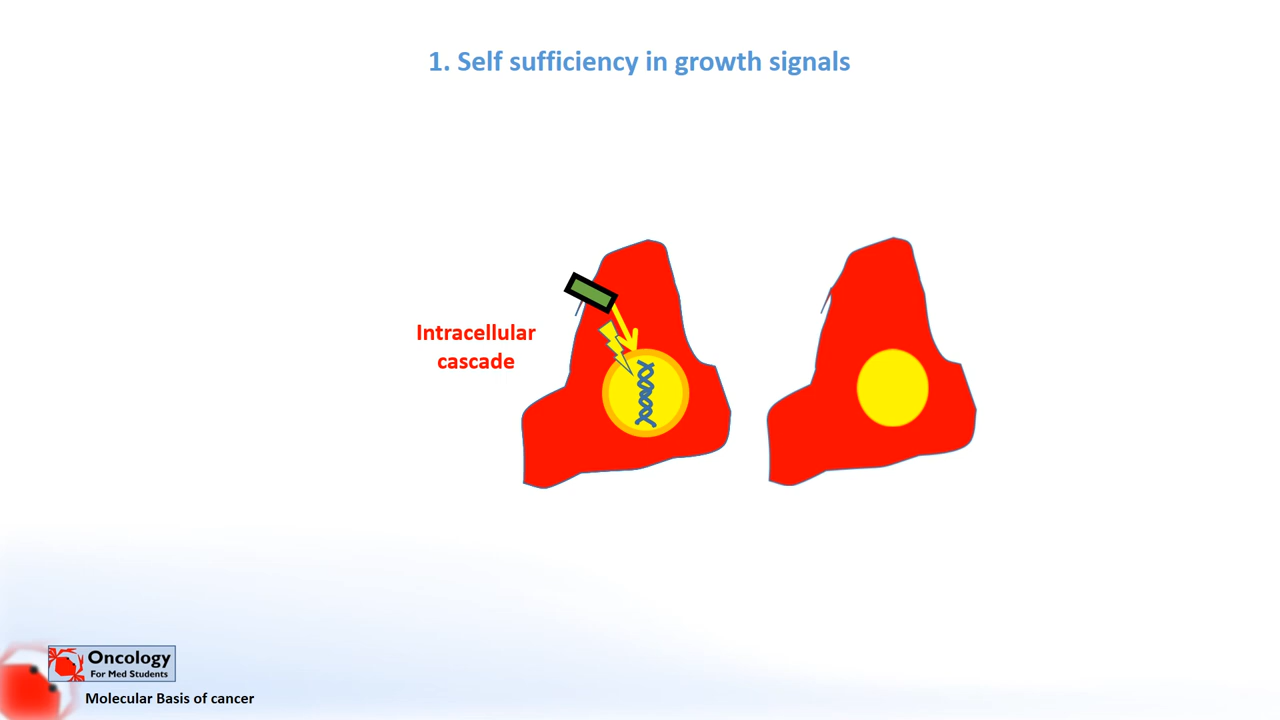 1. Self sufficiency in growth signals
Intracellular
cascade
Oncology
For Med Students
Molecular Basis of cancer